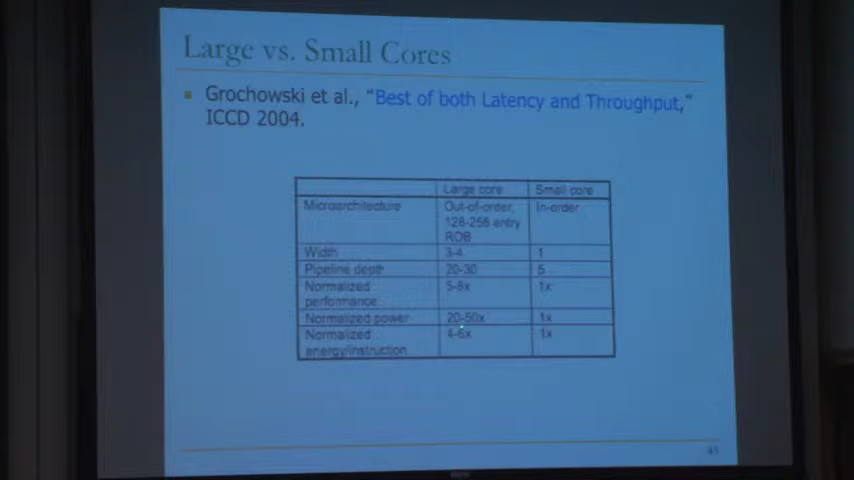 Large vs. Small Cores
Grochowski et al., “Best of both Latency and Throughput,”
ICCD 2004.
Large core Small core
Microarchitecture Out-of-order, In-order
128-256 entry
ROB
Width 3-4 1
Pipeline depth 20-30 5
Normalized 5-8x 1x
performance
Normalized power 20-50x 1x
Normalized 4-6x 1x
energy/instruction